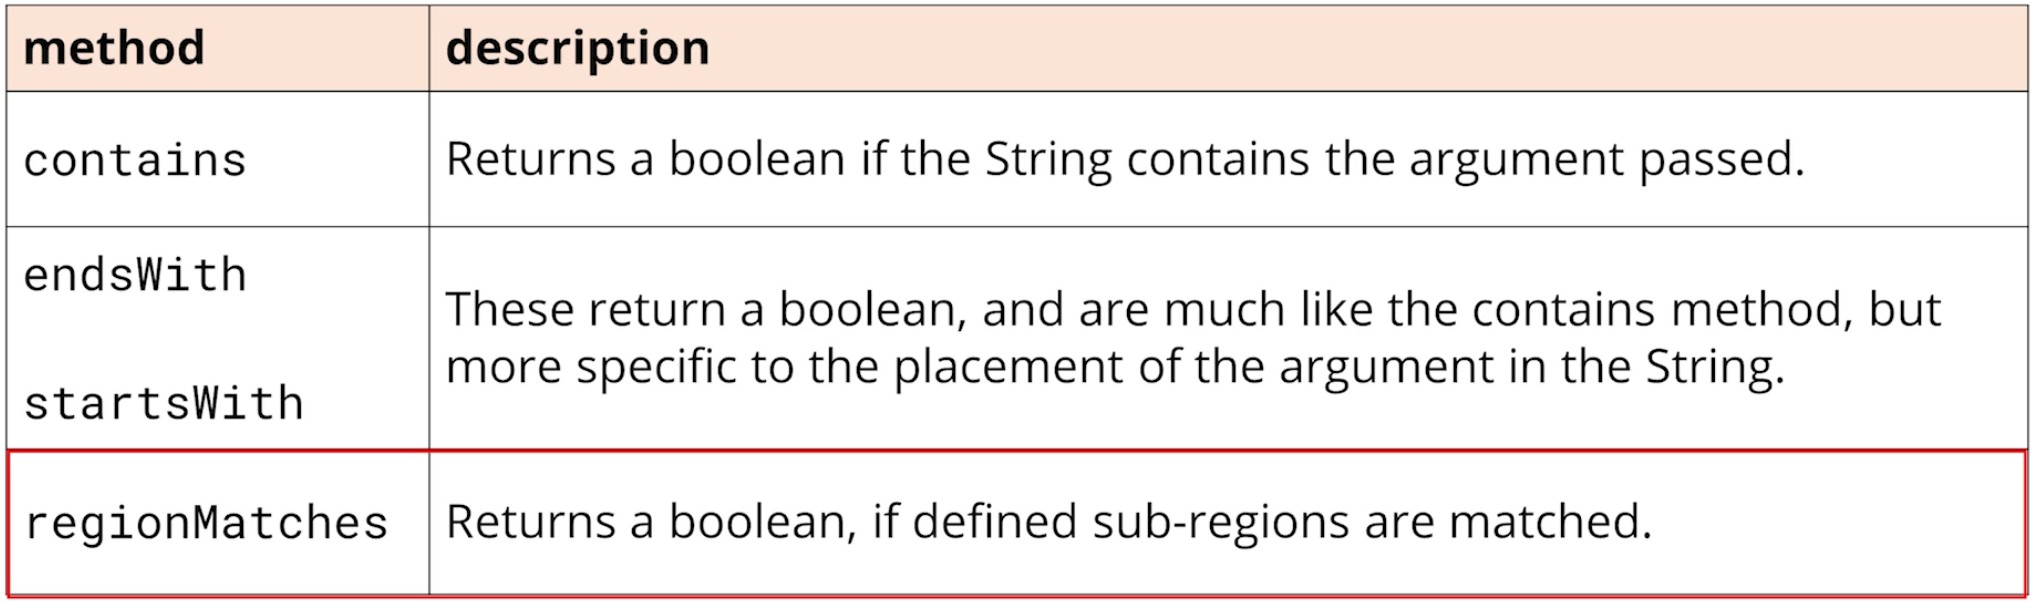 method description
contains Returns a boolean if the String contains the argument passed.
endsWith
startsWith
These return a boolean, and are much like the contains method, but
more specific to the placement of the argument in the String.
regionMatches Returns a boolean, if defined sub-regions are matched.